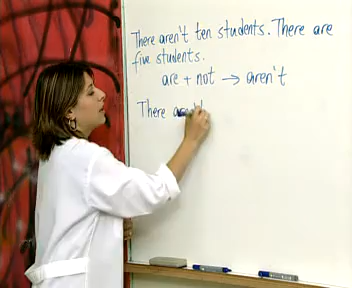 There aren't ten students. There are
five students.
are + not → aren't
There